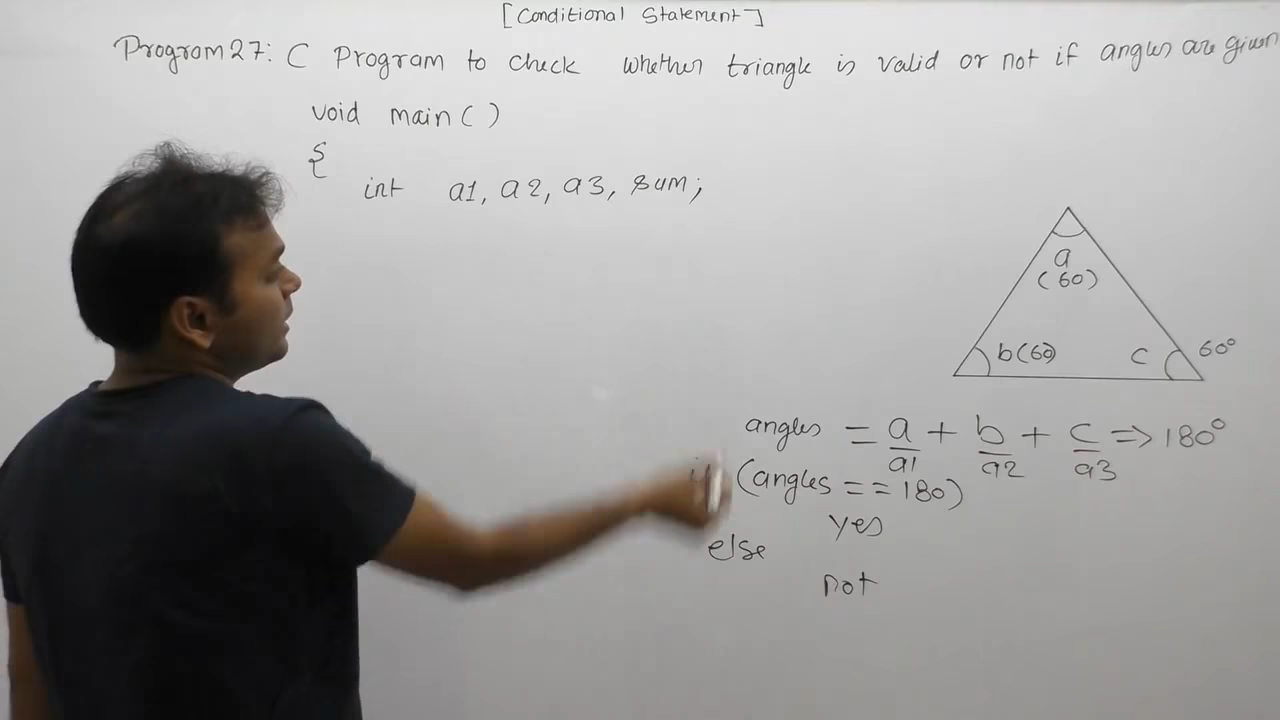 [Conditional Statement]
Program 27: C Program to check whether triangle is valid or not if angles are given
void main()
{
int a1, a2, a3, sum;
a
(60)
b(60)
c
60°
angles = a + b + c => 180°
a1 a2 a3
if (angles == 180)
yes
else
not